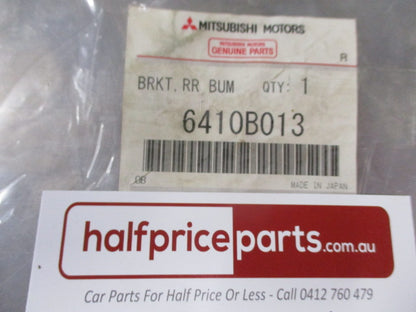 MITSUBISHI MOTORS
MITSUBISHI MOTORS
GENUINE PARTS
R
BRKT, RR BUM QTY: 1
6410B013
GB
MADE IN JAPAN
halfpriceparts.com.au
Car Parts For Half Price Or Less - Call 0412 760 479